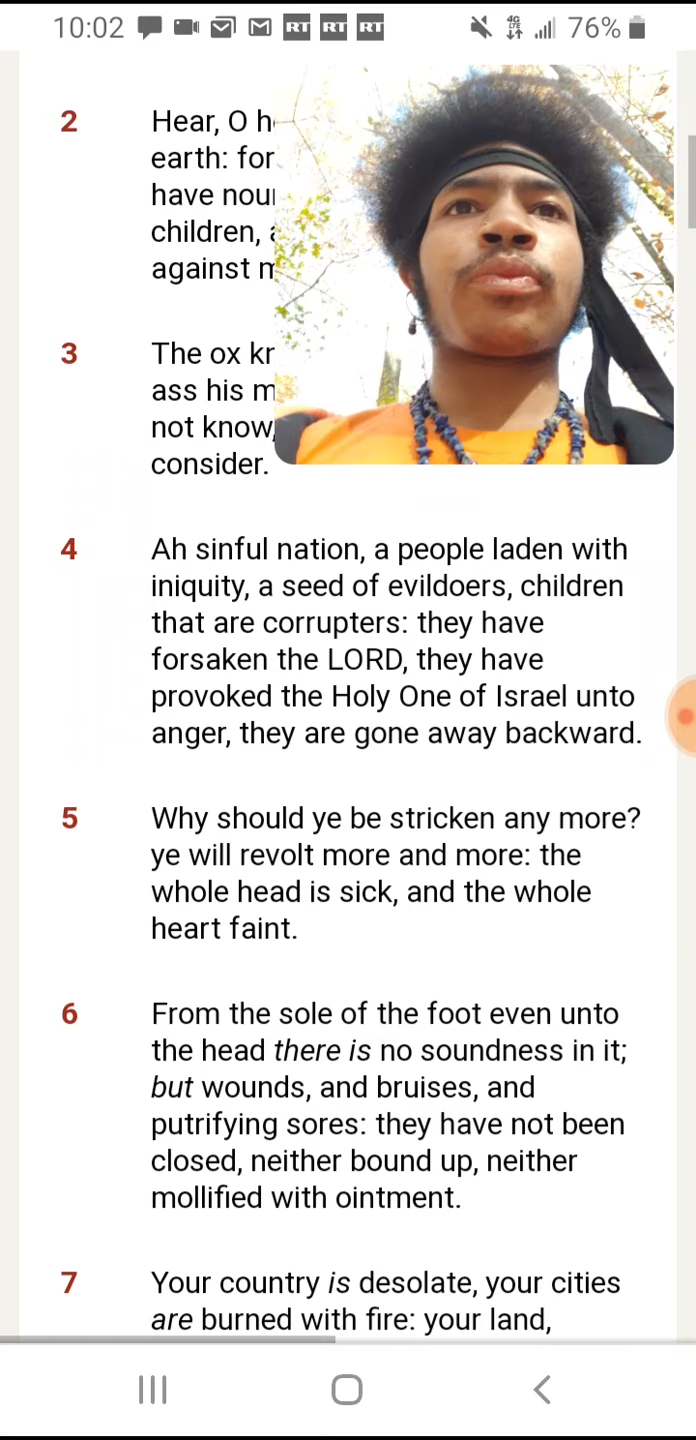 10:02 RT RT RT 4G LTE 76%
2 Hear, O
earth: for
have
children,
against
3 The ox
ass his
not know,
consider.
4 Ah sinful nation, a people laden with
iniquity, a seed of evildoers, children
that are corrupters: they have
forsaken the LORD, they have
provoked the Holy One of Israel unto
anger, they are gone away backward.
5 Why should ye be stricken any more?
ye will revolt more and more: the
whole head is sick, and the whole
heart faint.
6 From the sole of the foot even unto
the head there is no soundness in it;
but wounds, and bruises, and
putrifying sores: they have not been
closed, neither bound up, neither
mollified with ointment.
7 Your country is desolate, your cities
are burned with fire: your land,